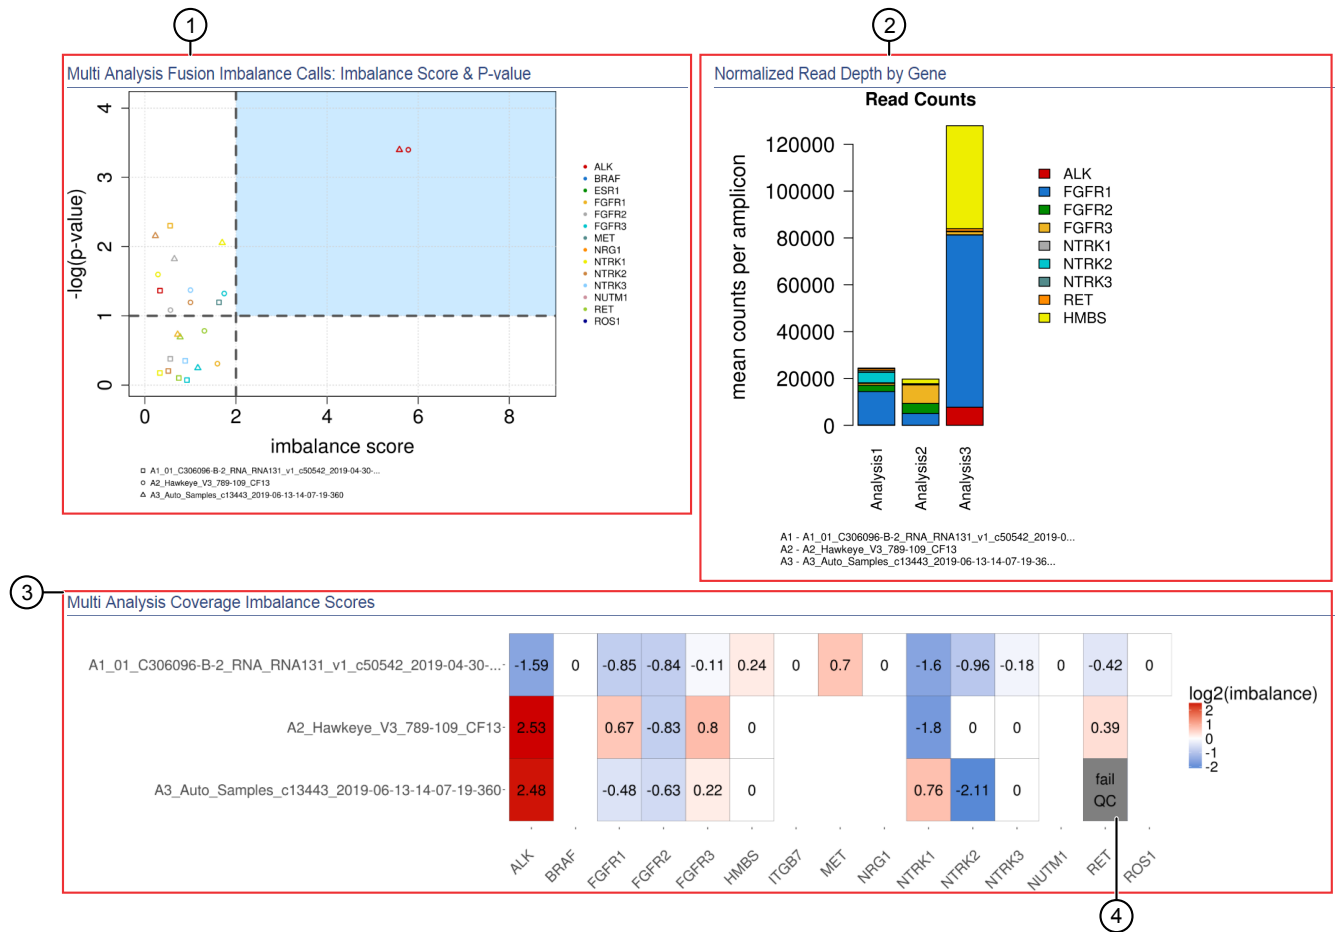 1
2
Multi Analysis Fusion Imbalance Calls: Imbalance Score & P-value
4
3
2
1
0
-log(p-value)
0 2 4 6 8
imbalance score
ALK
BRAF
ESR1
FGFR1
FGFR2
FGFR3
MET
NRG1
NTRK1
NTRK2
NTRK3
NUTM1
RET
ROS1
A1_01_C306096-B-2_RNA_RNA131_v1_c50542_2019-04-30-...
A2_Hawkeye_V3_789-109_CF13
A3_Auto_Samples_c13443_2019-06-13-14-07-19-360
Normalized Read Depth by Gene
Read Counts
120000
100000
80000
60000
40000
20000
0
mean counts per amplicon
Analysis1
Analysis2
Analysis3
ALK
FGFR1
FGFR2
FGFR3
NTRK1
NTRK2
NTRK3
RET
HMBS
A1 - A1_01_C306096-B-2_RNA_RNA131_v1_c50542_2019-0...
A2 - A2_Hawkeye_V3_789-109_CF13
A3 - A3_Auto_Samples_c13443_2019-06-13-14-07-19-36...
3
Multi Analysis Coverage Imbalance Scores
A1_01_C306096-B-2_RNA_RNA131_v1_c50542_2019-04-30-... -1.59 0 -0.85 -0.84 -0.11 0.24 0 0.7 0 -1.6 -0.96 -0.18 0 -0.42 0
A2_Hawkeye_V3_789-109_CF13 2.53 0.67 -0.83 0.8 0 -1.8 0 0 0.39
A3_Auto_Samples_c13443_2019-06-13-14-07-19-360 2.48 -0.48 -0.63 0.22 0 0.76 -2.11 0 fail QC
ALK BRAF FGFR1 FGFR2 FGFR3 HMBS ITGB7 MET NRG1 NTRK1 NTRK2 NTRK3 NUTM1 RET ROS1
log2(imbalance)
2
1
0
-1
-2
4